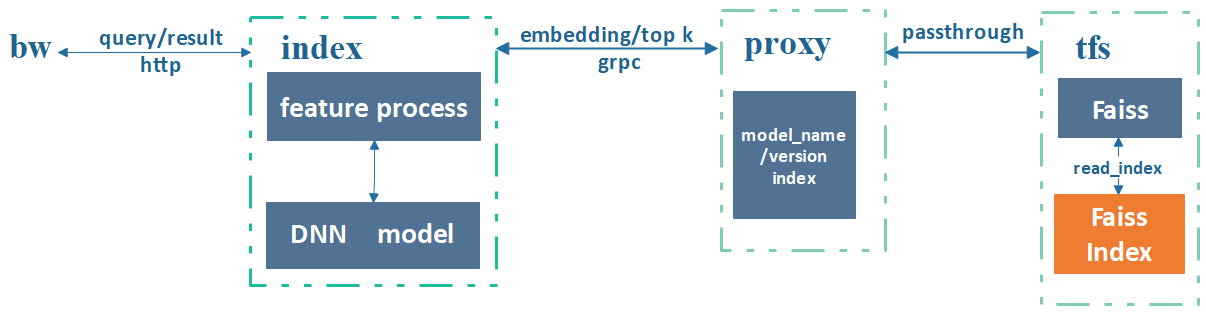 bw
query/result
http
index
feature process
DNN model
embedding/top k
grpc
proxy
model_name
/version
index
passthrough
tfs
Faiss
read_index
Faiss
Index